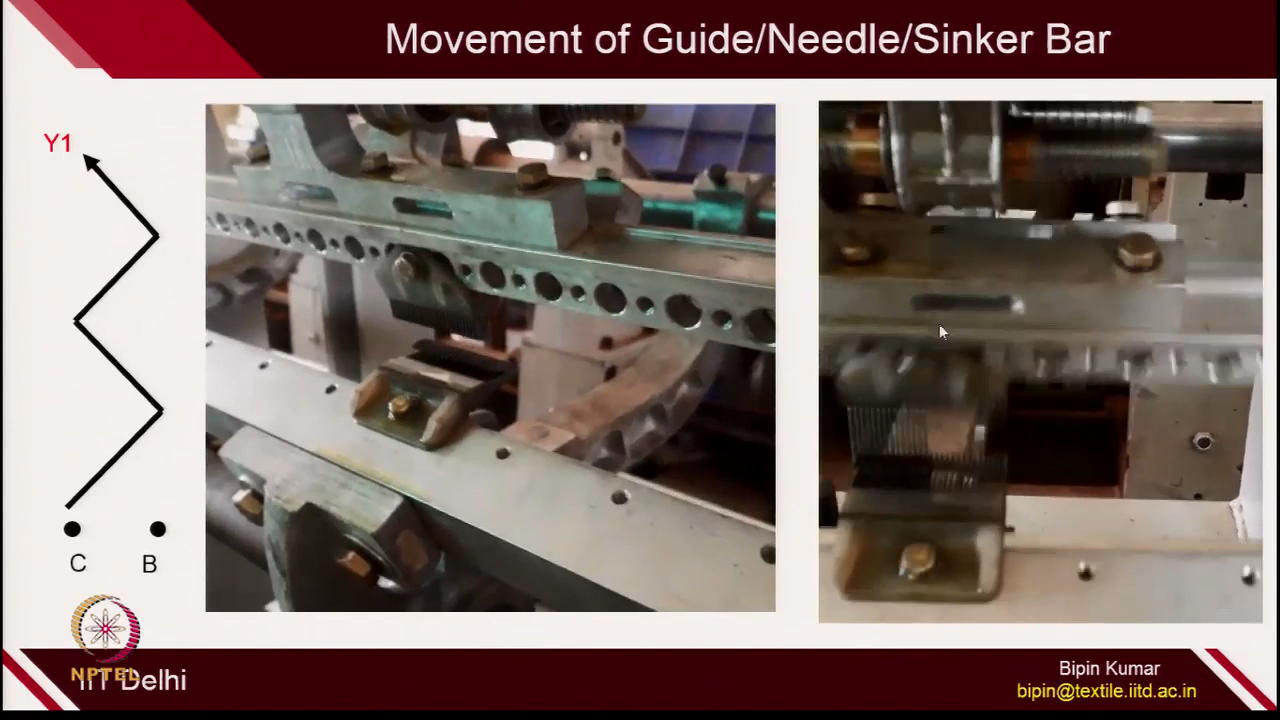 Movement of Guide/Needle/Sinker Bar
Y1
C B
NPTEL
IIT Delhi
Bipin Kumar
bipin@textile.iitd.ac.in